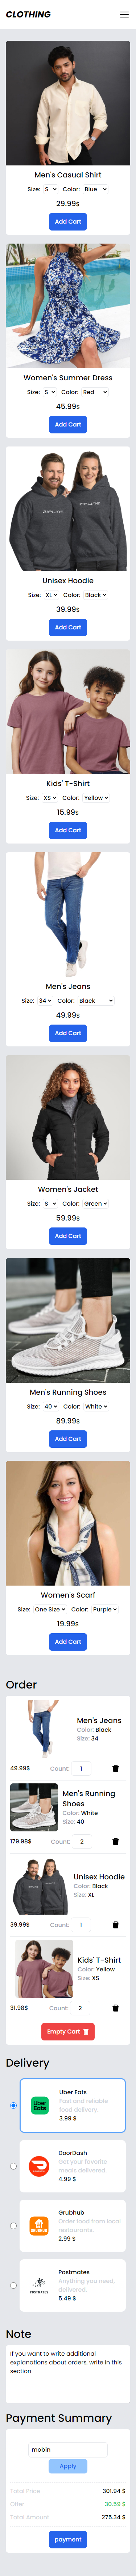 CLOTHING
Men's Casual Shirt
Size: S Color: Blue
29.99$
Add Cart
Women's Summer Dress
Size: S Color: Red
45.99$
Add Cart
ZIPLINE ZIPLINE
Unisex Hoodie
Size: XL Color: Black
39.99$
Add Cart
Kids' T-Shirt
Size: XS Color: Yellow
15.99$
Add Cart
Men's Jeans
Size: 34 Color: Black
49.99$
Add Cart
Women's Jacket
Size: S Color: Green
59.99$
Add Cart
Men's Running Shoes
Size: 40 Color: White
89.99$
Add Cart
Women's Scarf
Size: One Size Color: Purple
19.99$
Add Cart
Order
Men's Jeans
Color: Black
Size: 34
49.99$ Count: 1
Men's Running
Shoes
Color: White
Size: 40
179.98$ Count: 2
Unisex Hoodie
Color: Black
Size: XL
39.99$ Count: 1
Kids' T-Shirt
Color: Yellow
Size: XS
31.98$ Count: 2
Empty Cart
Delivery
Uber
Eats
Uber Eats
Fast and reliable
food delivery.
3.99 $
DoorDash
Get your favorite
meals delivered.
4.99 $
GRUBHUB
Grubhub
Order food from local
restaurants.
2.99 $
POSTMATES
Postmates
Anything you need,
delivered.
5.49 $
Note
If you want to write additional
explanations about orders, write in this
section
Payment Summary
mobin
Apply
Total Price 301.94 $
Offer 30.59 $
Total Amount 275.34 $
payment